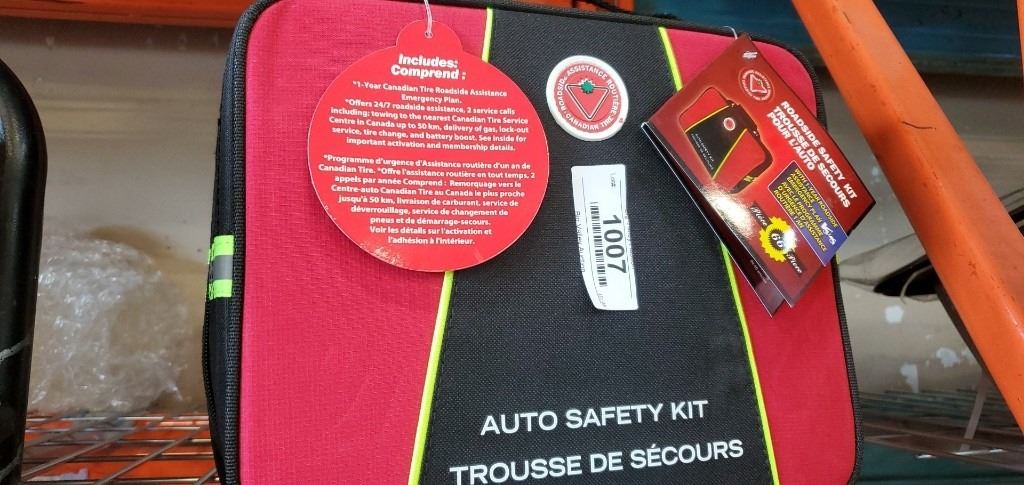 Includes:
Comprend :
*1-Year Canadian Tire Roadside Assistance
Emergency Plan.
*Offers 24/7 roadside assistance, 2 service calls
including: towing to the nearest Canadian Tire Service
Centre in Canada up to 50 km, delivery of gas, lock-out
service, tire change, and battery boost. See inside for
important activation and membership details.
*Programme d'urgence d'Assistance routière d'un an de
Canadian Tire. *Offre l'assistance routière en tout temps, 2
appels par année Comprend : Remorquage vers le
Centre-auto Canadian Tire au Canada le plus proche
jusqu'à 50 km, livraison de carburant, service de
déverrouillage, service de changement de
pneus et de démarrage-secours.
Voir les détails sur l'activation et
l'adhésion à l'intérieur.
ROADSIDE ASSISTANCE ROUTIÈRE
CANADIAN TIRE
1007
ROADSIDE SAFETY KIT
TROUSSE DE SECOURS
POUR L'AUTO
66
AUTO SAFETY KIT
TROUSSE DE SÉCOURS